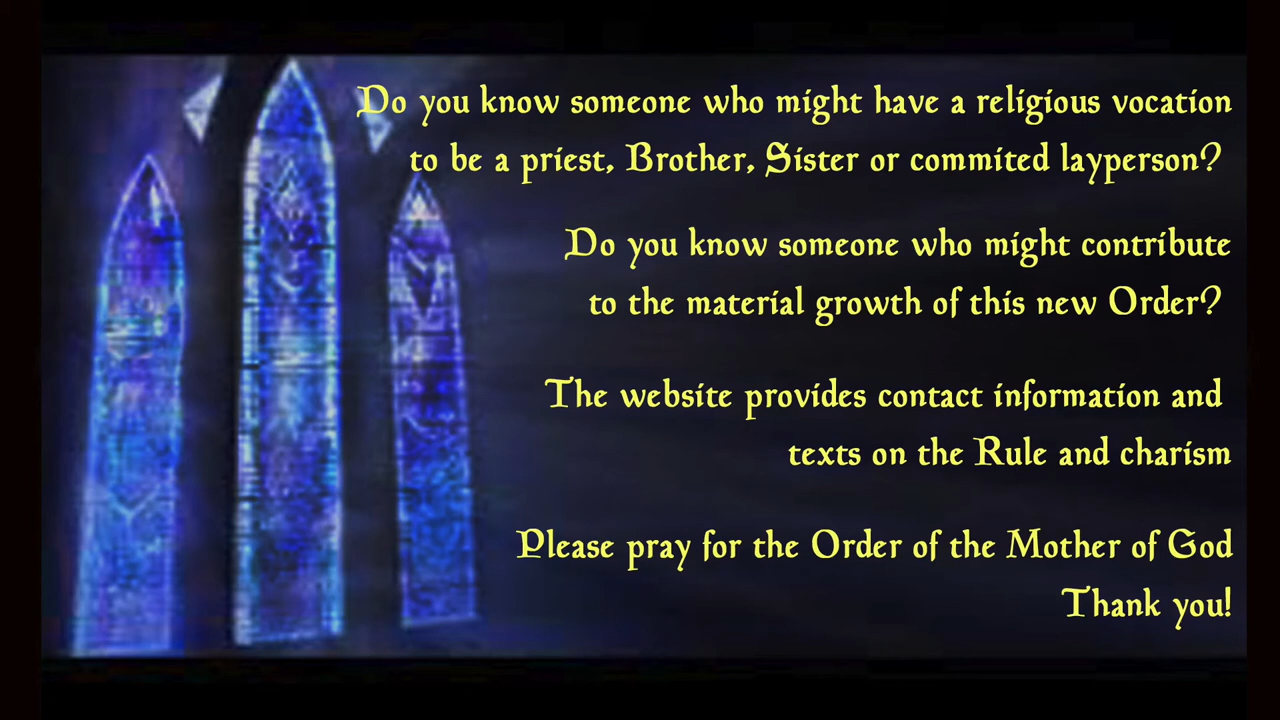 Do you know someone who might have a religious vocation
to be a priest, Brother, Sister or commited layperson?
Do you know someone who might contribute
to the material growth of this new Order?
The website provides contact information and
texts on the Rule and charism
Please pray for the Order of the Mother of God
Thank you!